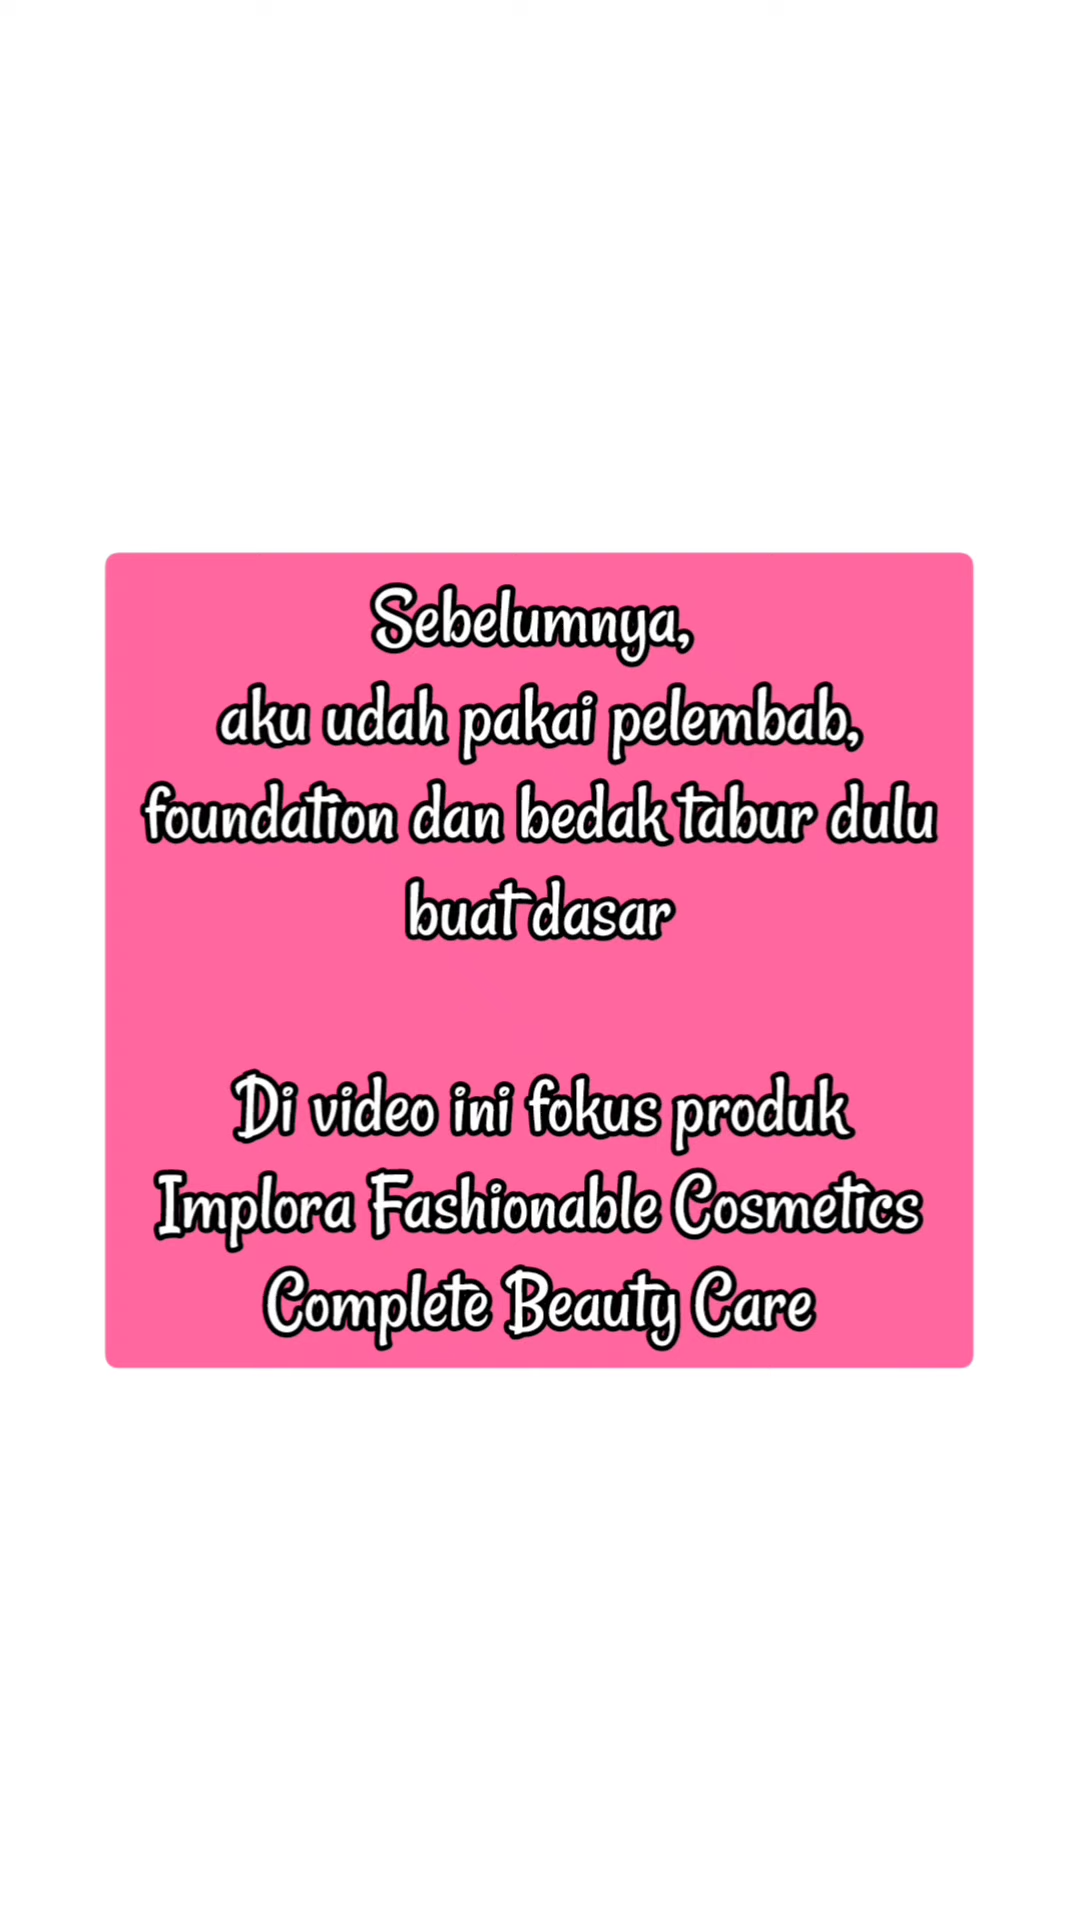 Sebelumnya,
aku udah pakai pelembab,
foundation dan bedak tabur dulu
buat dasar
Di video ini fokus produk
Implora Fashionable Cosmetics
Complete Beauty Care